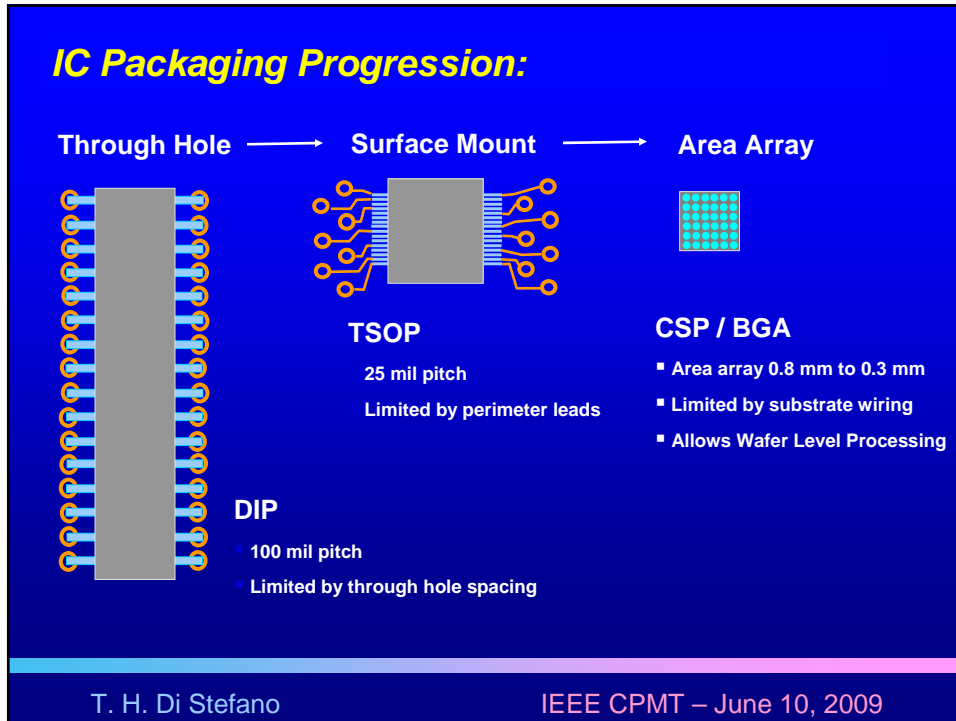 IC Packaging Progression:
Through Hole
Surface Mount
Area Array
TSOP
25 mil pitch
Limited by perimeter leads
CSP / BGA
▪ Area array 0.8 mm to 0.3 mm
▪ Limited by substrate wiring
▪ Allows Wafer Level Processing
DIP
▪ 100 mil pitch
▪ Limited by through hole spacing
T. H. Di Stefano
IEEE CPMT – June 10, 2009